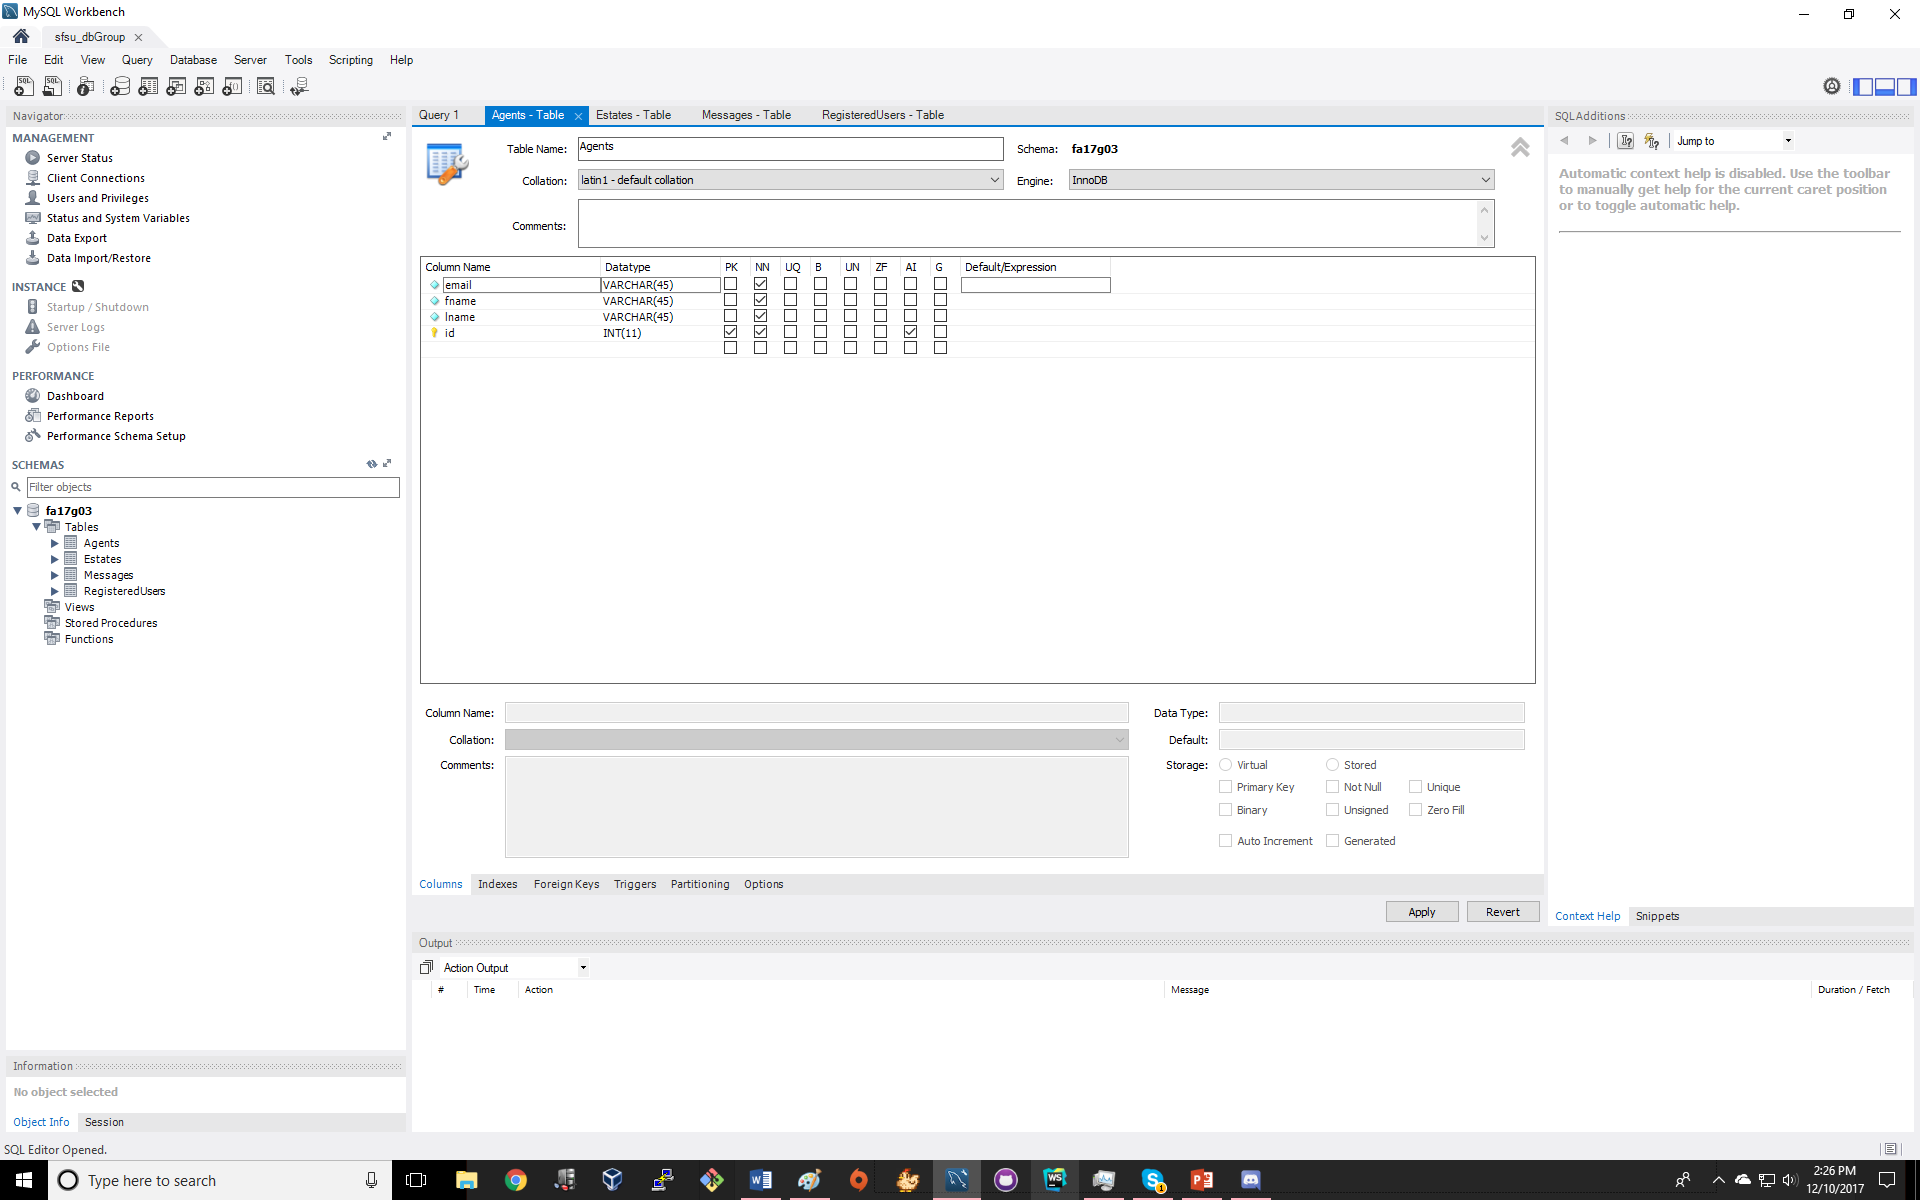 MySQL Workbench
sfsu_dbGroup
File Edit View Query Database Server Tools Scripting Help
Navigator
MANAGEMENT
Server Status
Client Connections
Users and Privileges
Status and System Variables
Data Export
Data Import/Restore
INSTANCE
Startup / Shutdown
Server Logs
Options File
PERFORMANCE
Dashboard
Performance Reports
Performance Schema Setup
SCHEMAS
Filter objects
fa17g03
Tables
Agents
Estates
Messages
RegisteredUsers
Views
Stored Procedures
Functions
Information
No object selected
Object Info Session
SQL Editor Opened.
Query 1 Agents - Table Estates - Table Messages - Table RegisteredUsers - Table
Table Name: Agents Schema: fa17g03
Collation: latin1 - default collation Engine: InnoDB
Comments:
Column Name Datatype PK NN UQ B UN ZF AI G Default/Expression
email VARCHAR(45)
fname VARCHAR(45)
lname VARCHAR(45)
id INT(11)
Column Name: Data Type:
Collation: Default:
Comments: Storage: Virtual Stored
Primary Key Not Null Unique
Binary Unsigned Zero Fill
Auto Increment Generated
Columns Indexes Foreign Keys Triggers Partitioning Options
Apply Revert
Output
Action Output
# Time Action Message Duration / Fetch
SQLAdditions
Jump to
Automatic context help is disabled. Use the toolbar
to manually get help for the current caret position
or to toggle automatic help.
Context Help Snippets
Type here to search
2:26 PM
12/10/2017